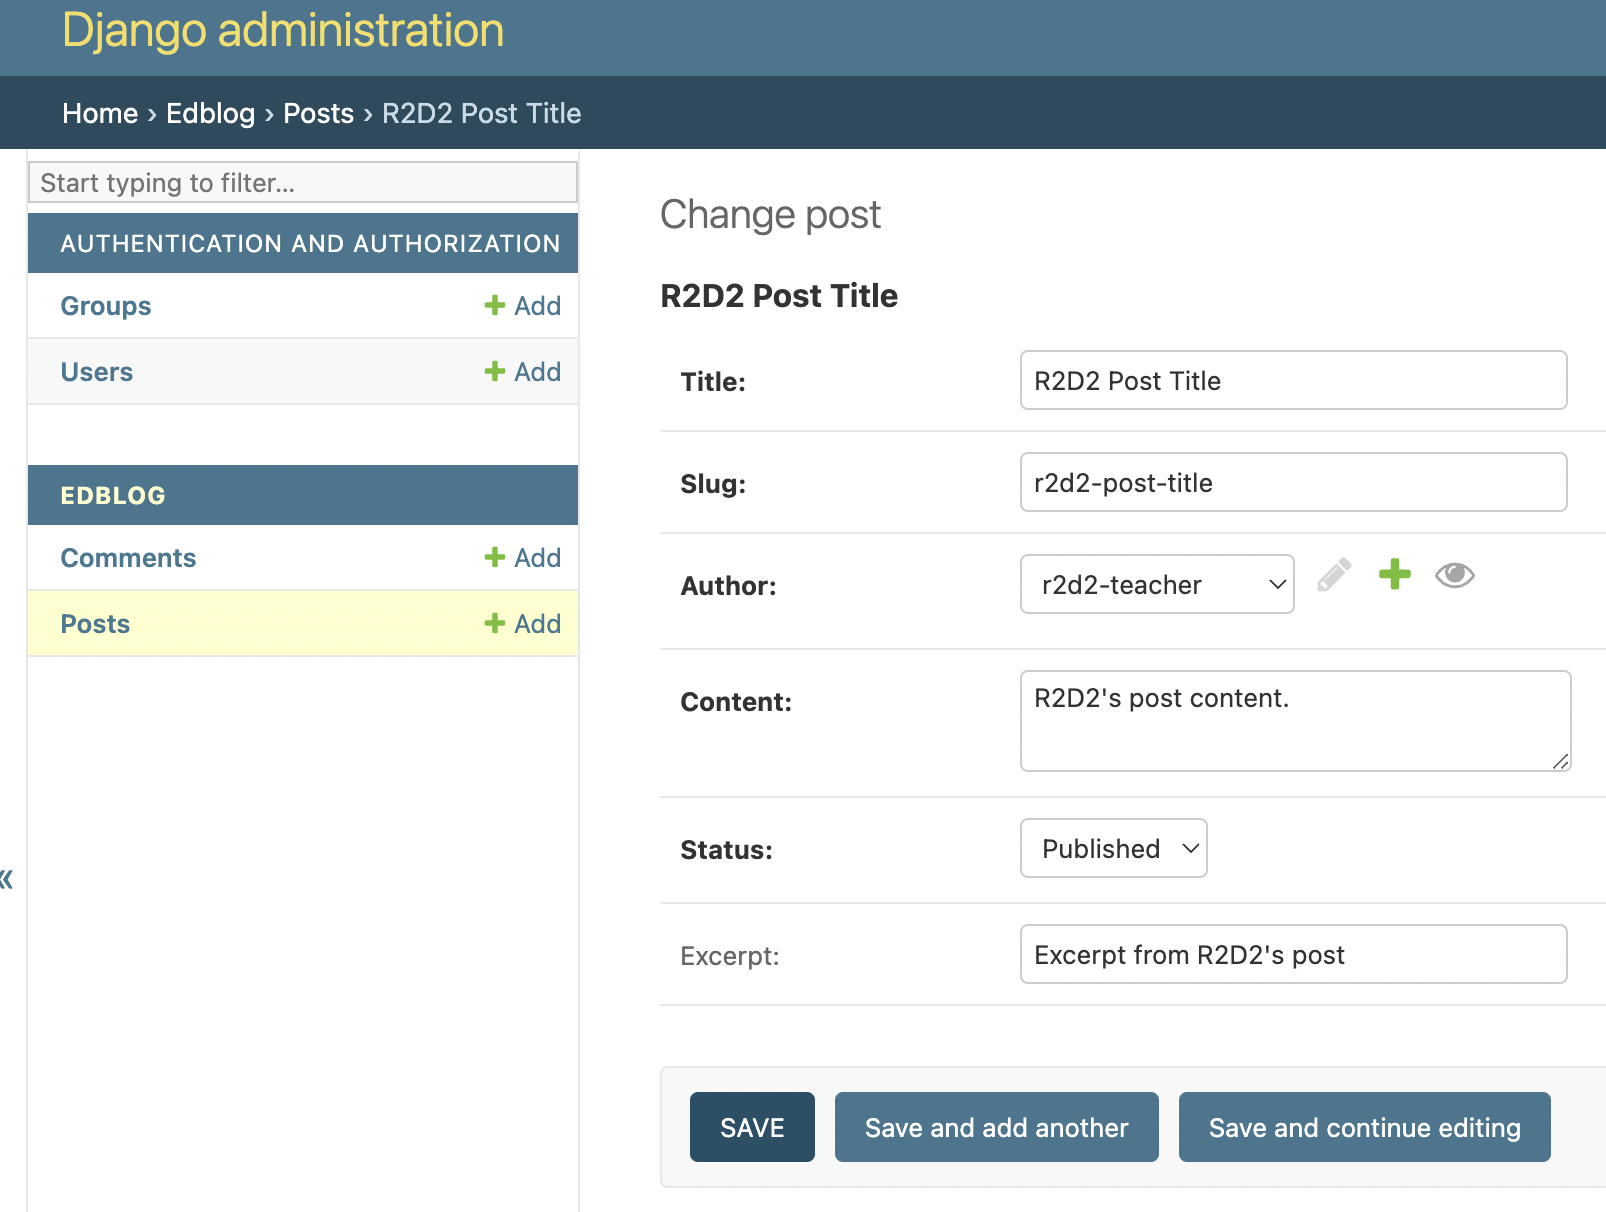 Django administration
Home › Edblog › Posts › R2D2 Post Title
Start typing to filter...
AUTHENTICATION AND AUTHORIZATION
Groups + Add
Users + Add
EDBLOG
Comments + Add
Posts + Add
«
Change post
R2D2 Post Title
Title: R2D2 Post Title
Slug: r2d2-post-title
Author: r2d2-teacher
Content: R2D2's post content.
Status: Published
Excerpt: Excerpt from R2D2's post
SAVE Save and add another Save and continue editing